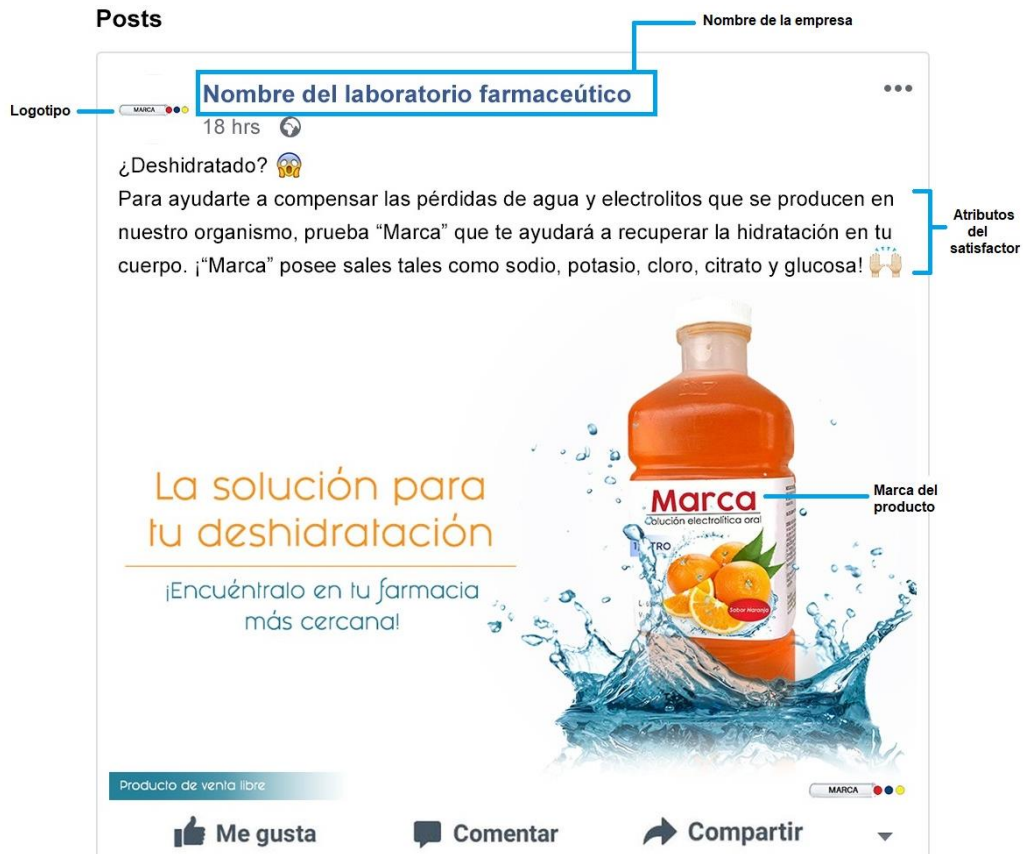 Posts
Nombre de la empresa
Nombre del laboratorio farmaceútico
Logotipo
MARCA
18 hrs
¿Deshidratado?
Para ayudarte a compensar las pérdidas de agua y electrolitos que se producen en
nuestro organismo, prueba “Marca” que te ayudará a recuperar la hidratación en tu
cuerpo. ¡“Marca” posee sales tales como sodio, potasio, cloro, citrato y glucosa!
Atributos
del
satisfactor
La solución para
tu deshidratación
¡Encuéntralo en tu farmacia
más cercana!
Marca
Solución electrolítica oral
TRO
Sabor Naranja
Marca del
producto
Producto de venta libre
MARCA
Me gusta
Comentar
Compartir